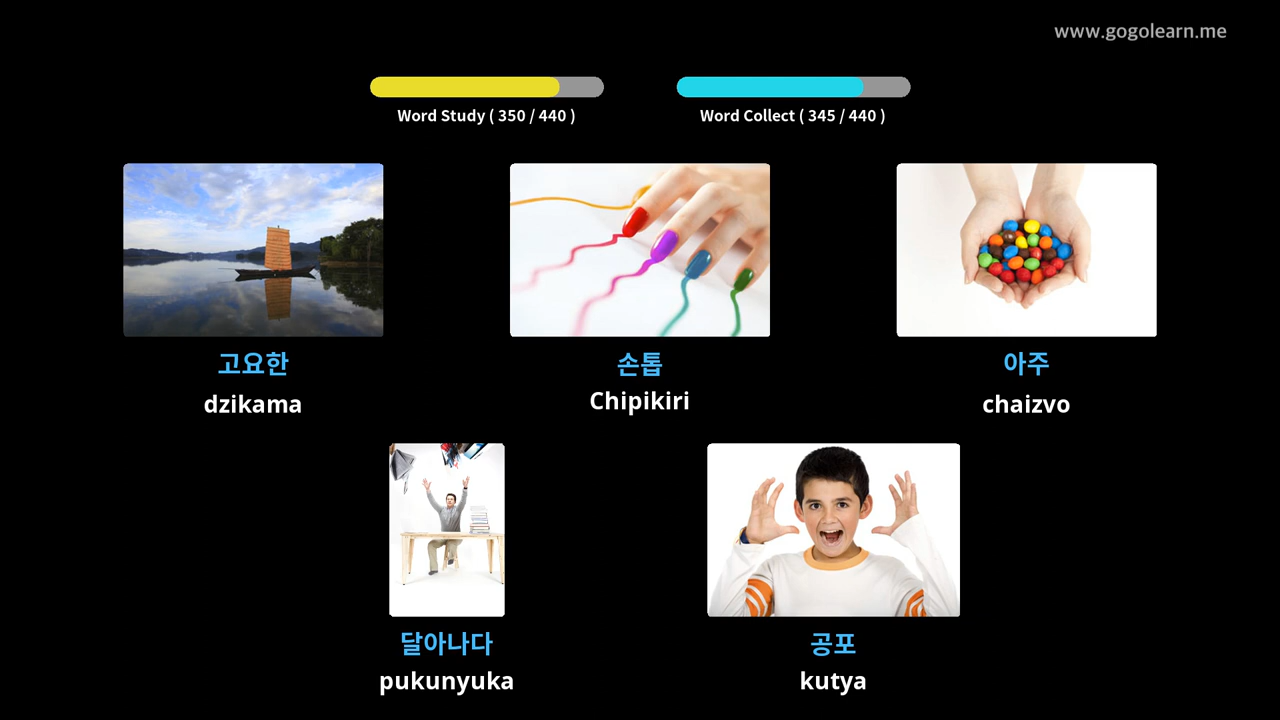 www.gogolearn.me
Word Study ( 350 / 440 )
Word Collect ( 345 / 440 )
고요한
dzikama
손톱
Chipikiri
아주
chaizvo
달아나다
pukunyuka
공포
kutya